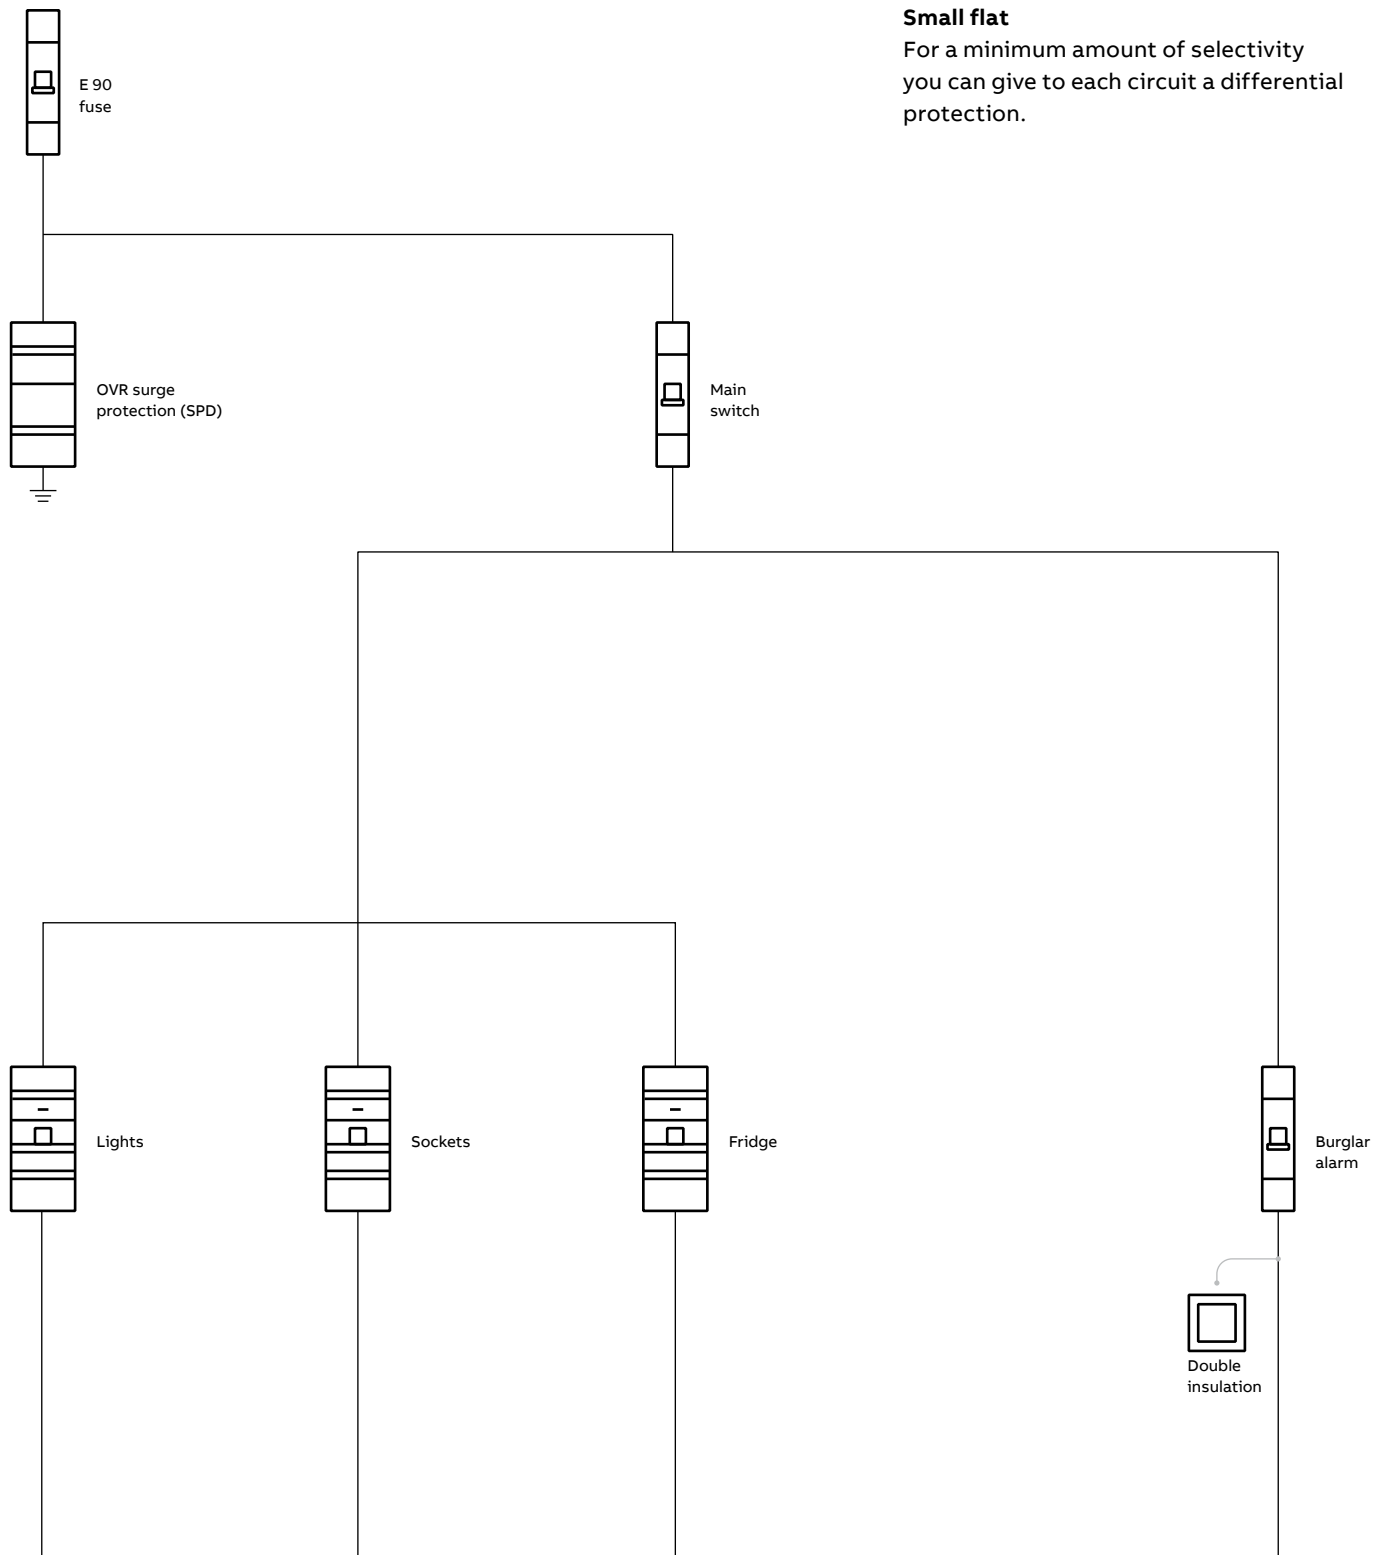 Small flat
For a minimum amount of selectivity
you can give to each circuit a differential
protection.
E 90
fuse
OVR surge
protection (SPD)
Main
switch
Lights
Sockets
Fridge
Burglar
alarm
Double
insulation